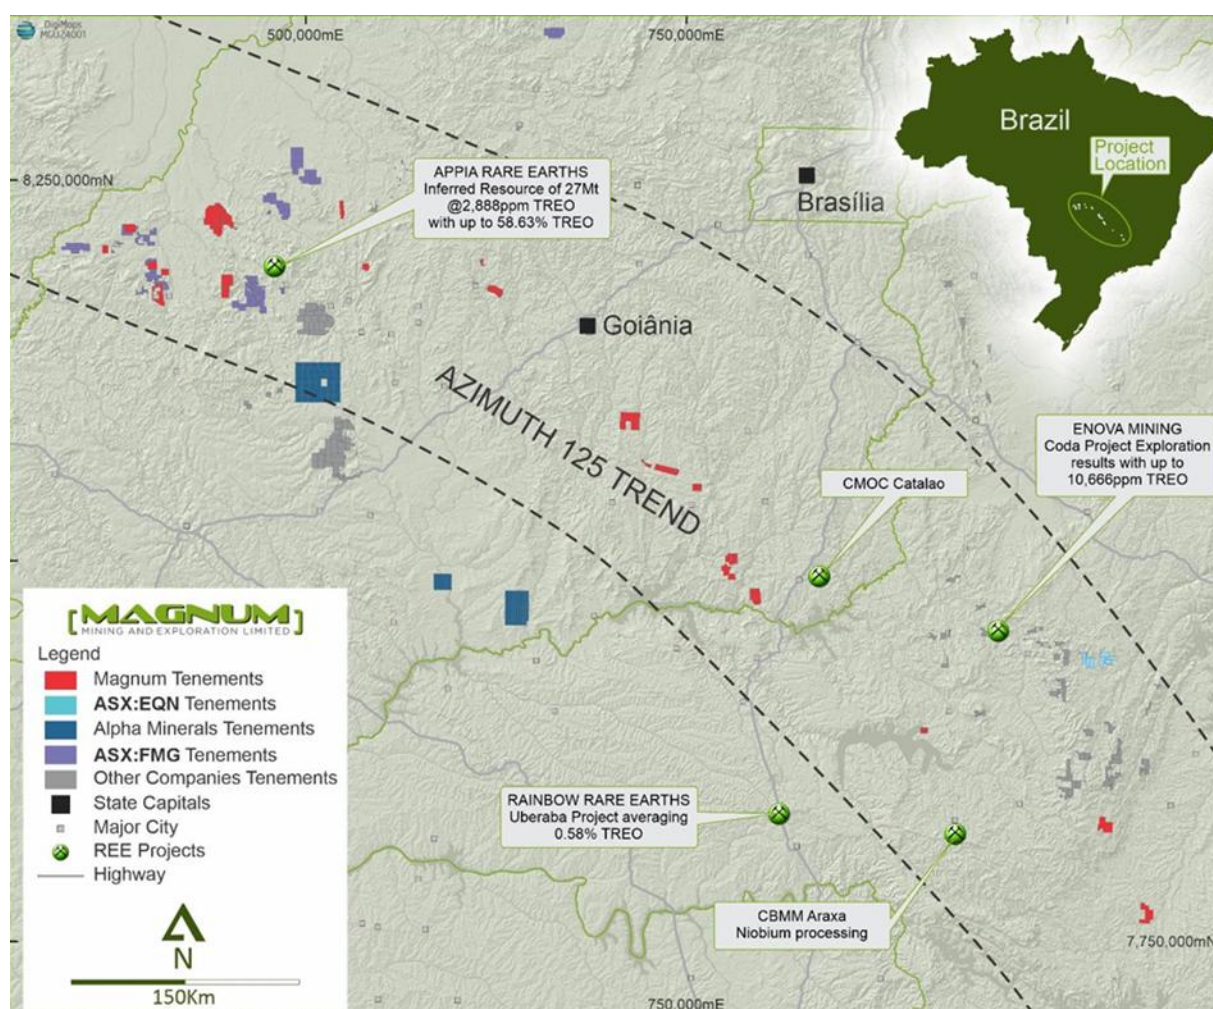 DigiMaps
MGU24001
500,000mE
750,000mE
Brazil
Project
Location
8,250,000mN
APPIA RARE EARTHS
Inferred Resource of 27Mt
@2,888ppm TREO
with up to 58.63% TREO
Brasília
Goiânia
AZIMUTH 125 TREND
ENOVA MINING
Coda Project Exploration
results with up to
10,666ppm TREO
CMOC Catalao
[MAGNUM]
MINING AND EXPLORATION LIMITED
Legend
Magnum Tenements
ASX:EQN Tenements
Alpha Minerals Tenements
ASX:FMG Tenements
Other Companies Tenements
State Capitals
Major City
REE Projects
Highway
N
150Km
RAINBOW RARE EARTHS
Uberaba Project averaging
0.58% TREO
CBMM Araxa
Niobium processing
7,750,000mN
750,000mE